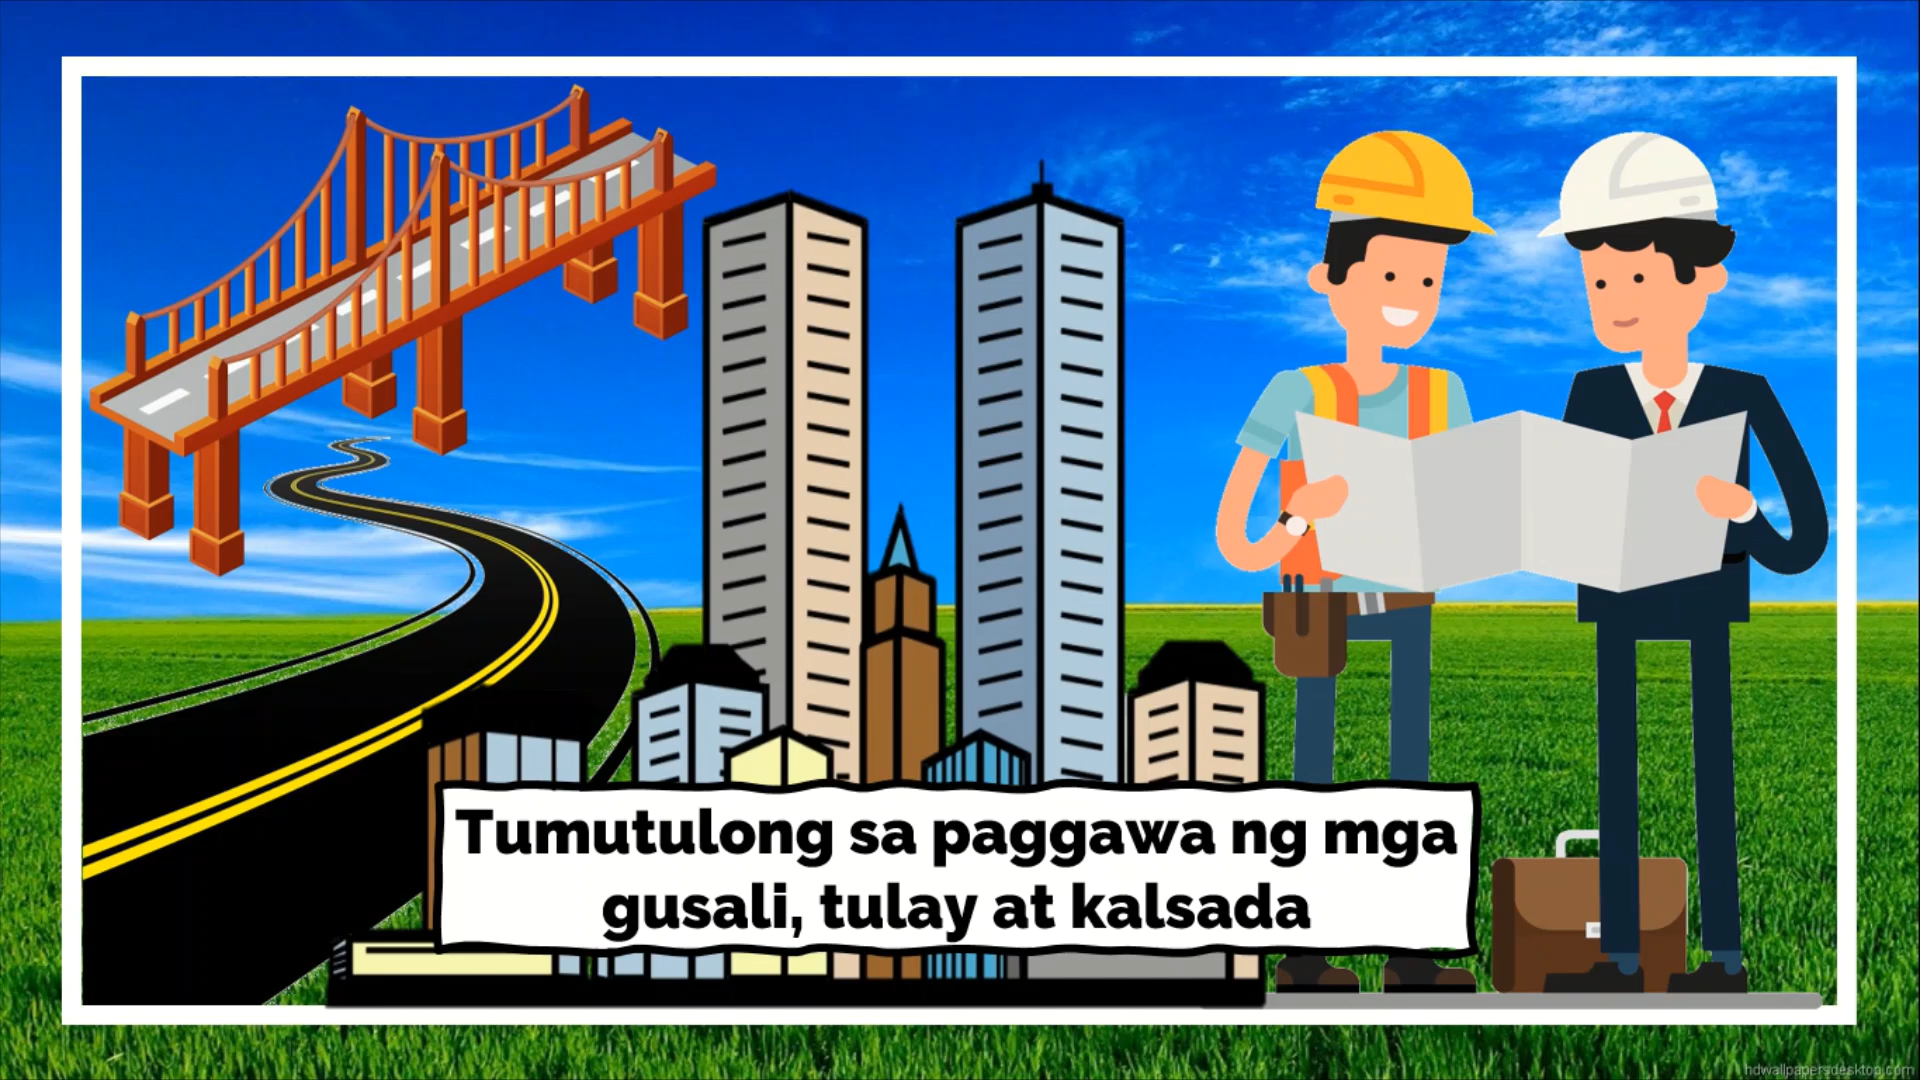 Tumutulong sa paggawa ng mga
gusali, tulay at kalsada
hdwallpapersdesktop.com